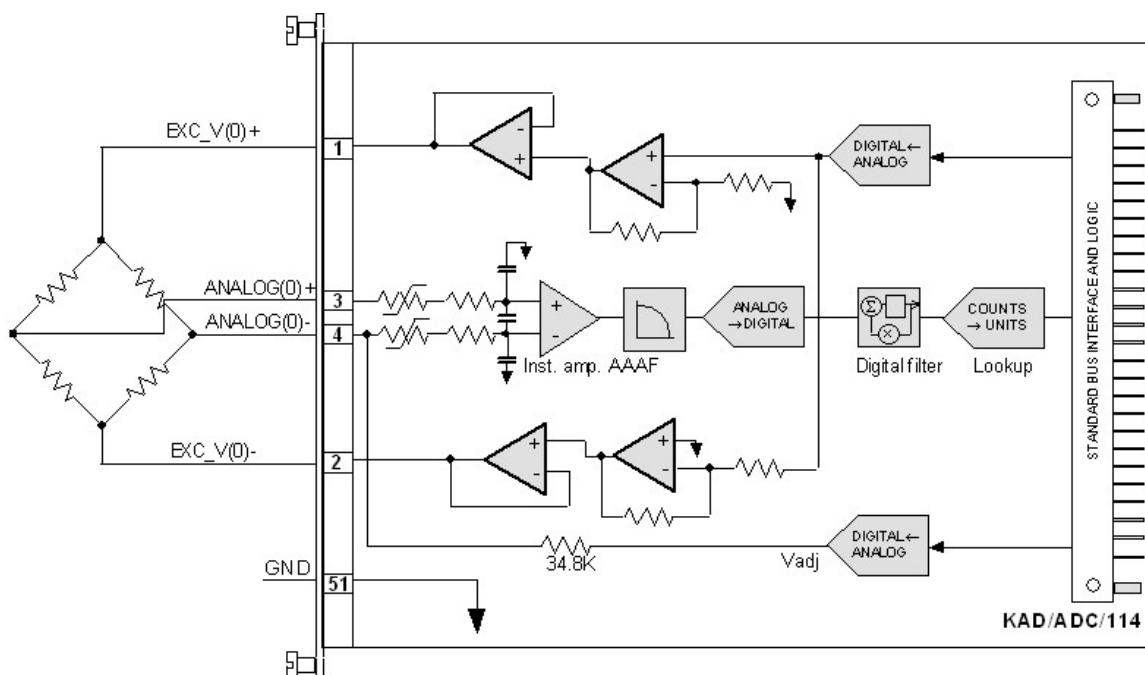 EXC_V(0)+
1
DIGITAL←
ANALOG
ANALOG(0)+
3
ANALOG(0)-
4
+
-
Inst. amp.
AAAF
ANALOG
→DIGITAL
Σ
×
Digital filter
COUNTS
→ UNITS
Lookup
STANDARD BUS INTERFACE AND LOGIC
-
+
+
-
EXC_V(0)-
2
+
-
+
-
34.8K
Vadj
DIGITAL←
ANALOG
GND
51
KAD/ADC/114